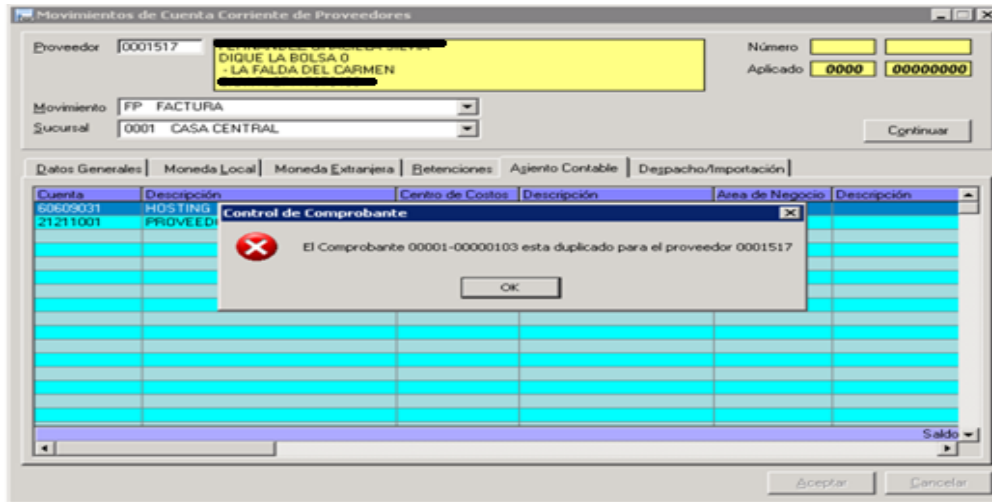 Movimientos de Cuenta Corriente de Proveedores
Proveedor 0001517
DIQUE LA BOLSA 0
- LA FALDA DEL CARMEN
Número
Aplicado 0000 00000000
Movimiento FP FACTURA
Sucursal 0001 CASA CENTRAL
Continuar
Datos Generales Moneda Local Moneda Extranjera Retenciones Asiento Contable Despacho/Importación
Cuenta Descripción Centro de Costos Descripción Area de Negocio Descripción
60609031 HOSTING
21211001
Control de Comprobante
El Comprobante 00001-00000103 esta duplicado para el proveedor 0001517
OK
Saldo
Aceptar Cancelar